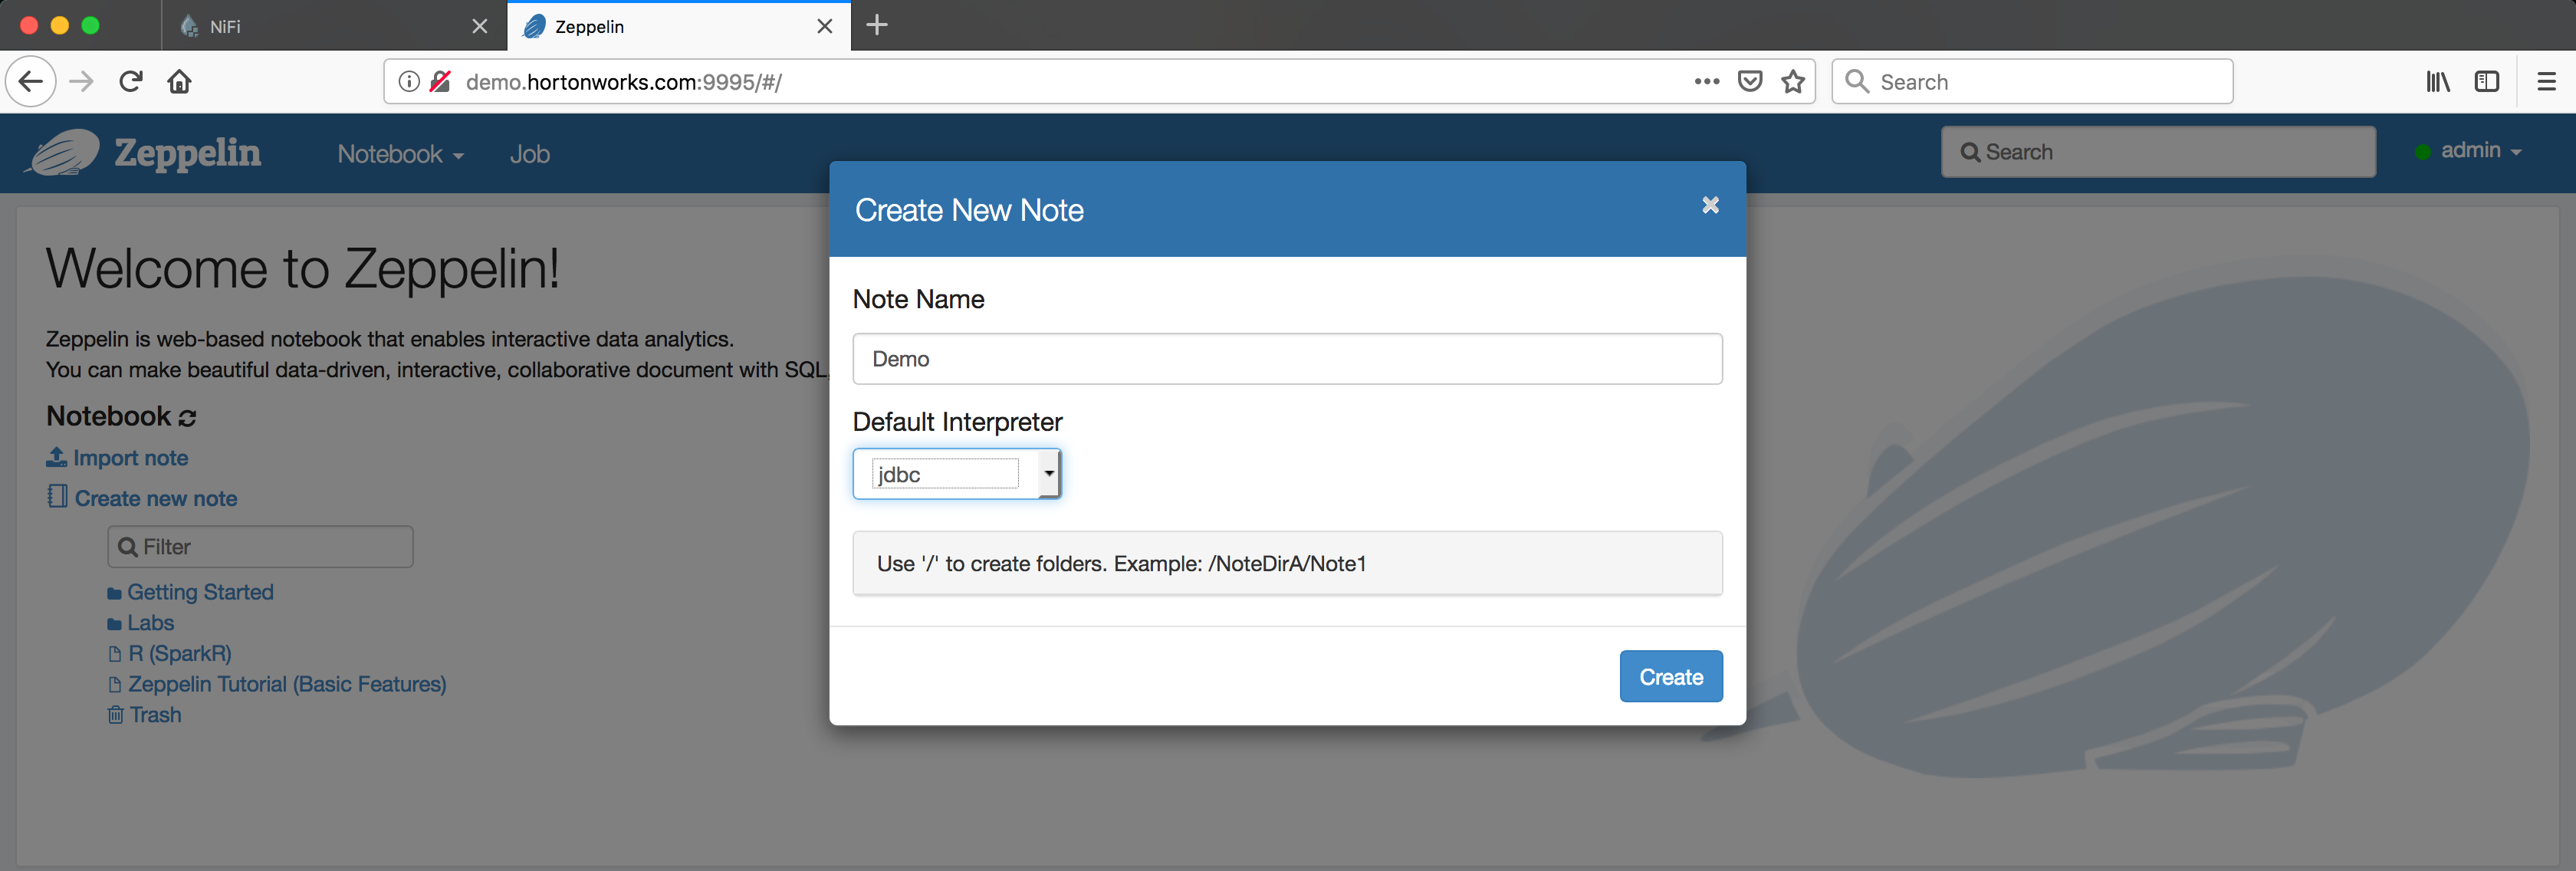 NiFi
Zeppelin
demo.hortonworks.com:9995/#/
Search
Zeppelin
Notebook
Job
Search
admin
Create New Note
Welcome to Zeppelin!
Zeppelin is web-based notebook that enables interactive data analytics.
You can make beautiful data-driven, interactive, collaborative document with SQL,
Notebook
Import note
Create new note
Filter
Getting Started
Labs
R (SparkR)
Zeppelin Tutorial (Basic Features)
Trash
Note Name
Demo
Default Interpreter
jdbc
Use '/' to create folders. Example: /NoteDirA/Note1
Create